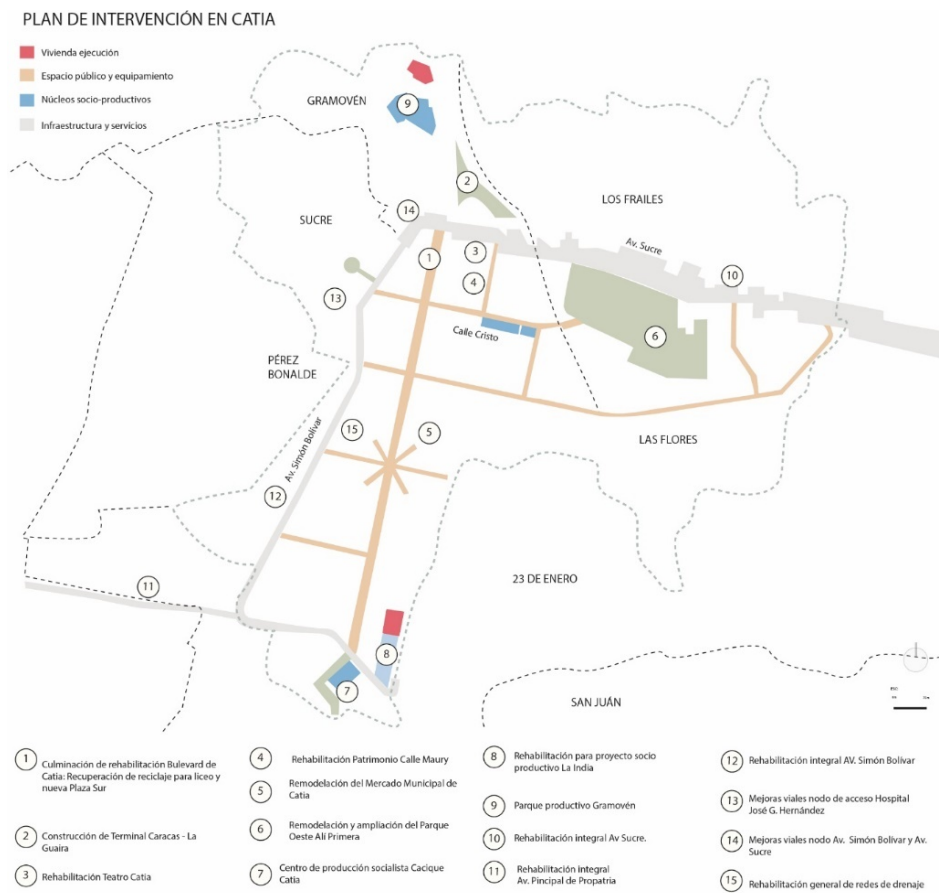 PLAN DE INTERVENCIÓN EN CATIA
Vivienda ejecución
Espacio público y equipamiento
Núcleos socio-productivos
Infraestructura y servicios
GRAMOVÉN
9
2
LOS FRAILES
14
SUCRE
Av. Sucre
1
3
10
4
13
Calle Cristo
6
PÉREZ
BONALDE
15
5
LAS FLORES
Av. Simón Bolívar
12
23 DE ENERO
11
8
7
SAN JUÁN
1
Culminación de rehabilitación Bulevard de
Catia: Recuperación de reciclaje para liceo y
nueva Plaza Sur
2
Construcción de Terminal Caracas - La
Guaira
3
Rehabilitación Teatro Catia
4
Rehabilitación Patrimonio Calle Maury
5
Remodelación del Mercado Municipal de
Catia
6
Remodelación y ampliación del Parque
Oeste Alí Primera
7
Centro de producción socialista Cacique
Catia
8
Rehabilitación para proyecto socio
productivo La India
9
Parque productivo Gramovén
10
Rehabilitación integral Av Sucre.
11
Rehabilitación integral
Av. Pincipal de Propatria
12
Rehabilitación integral AV. Simón Bolívar
13
Mejoras viales nodo de acceso Hospital
José G. Hernández
14
Mejoras viales nodo Av. Simón Bolivar y Av.
Sucre
15
Rehabilitación general de redes de drenaje